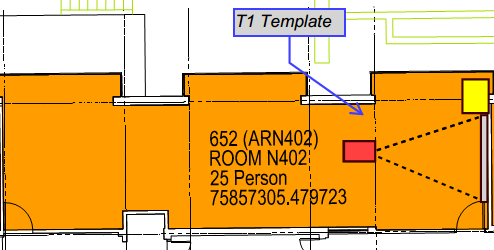 T1 Template
652 (ARN402)
ROOM N402
25 Person
75857305.479723